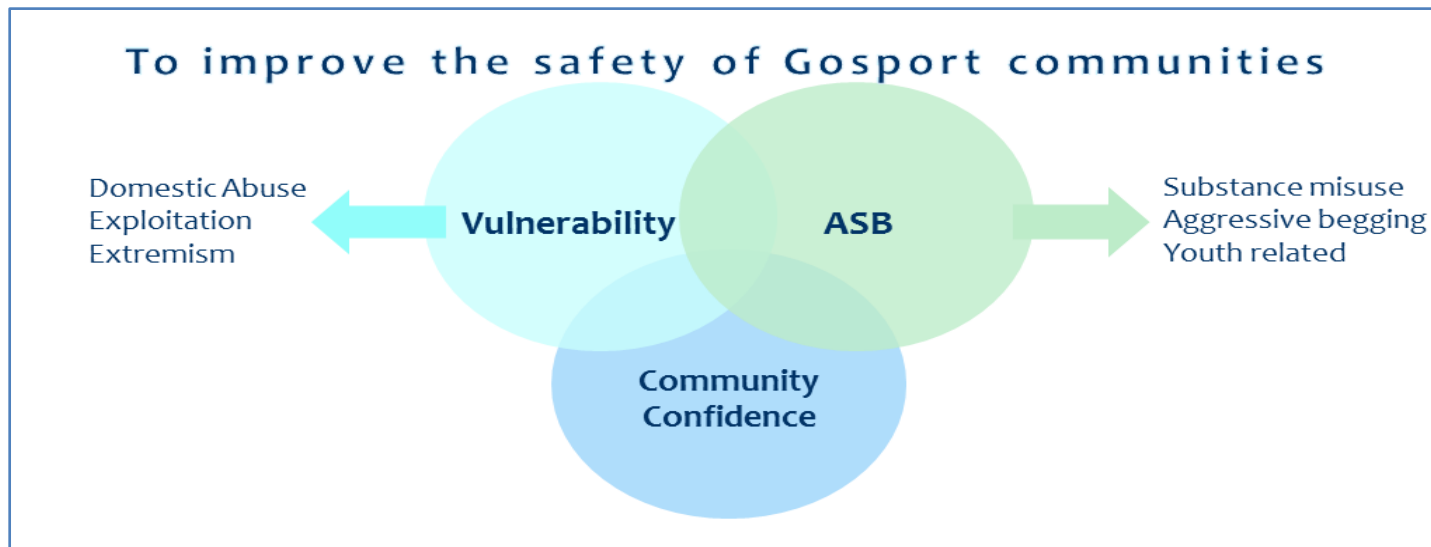 To improve the safety of Gosport communities
Domestic Abuse
Exploitation
Extremism
Vulnerability
ASB
Substance misuse
Aggressive begging
Youth related
Community
Confidence